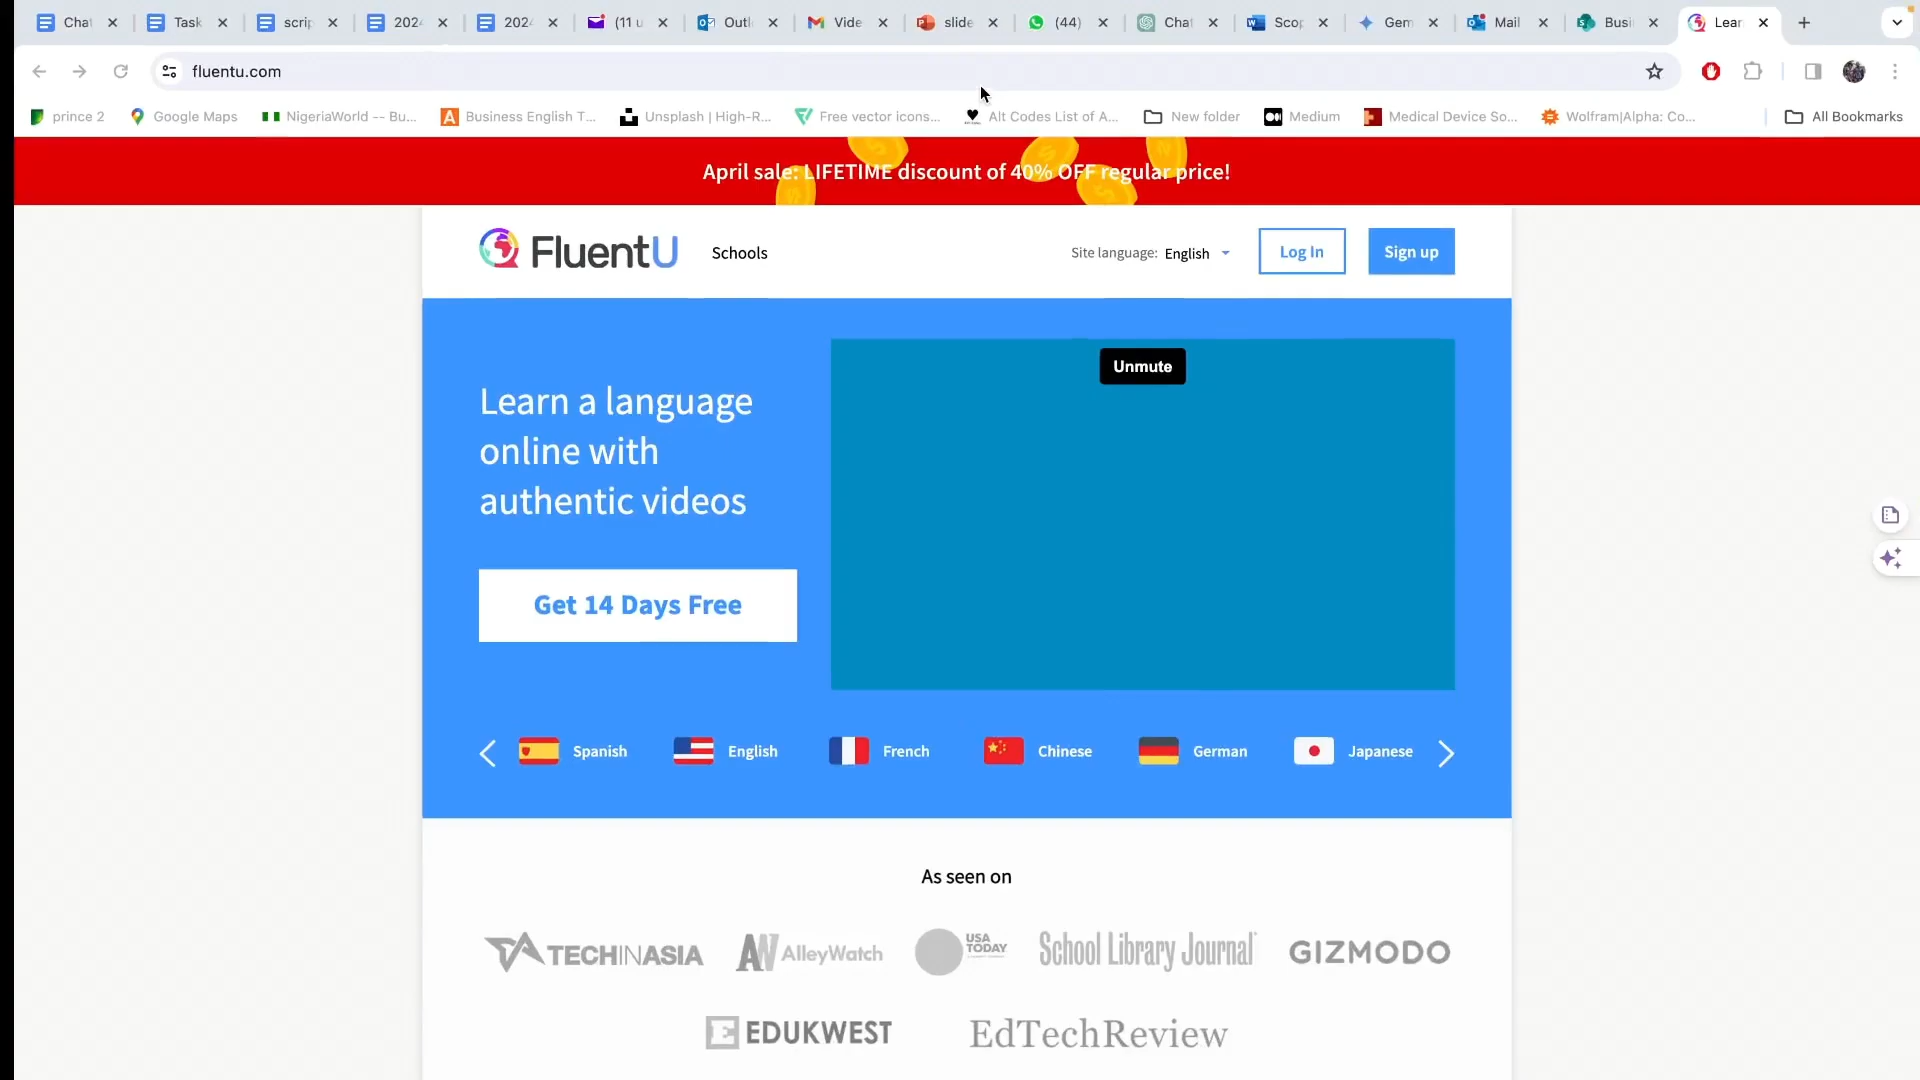 Chat
Task
scrip
2024
2024
(11 u
Outl
Vide
slide
(44)
Chat
Scop
Gem
Mail
Busi
Lear
fluentu.com
prince 2
Google Maps
NigeriaWorld -- Bu...
Business English T...
Unsplash | High-R...
Free vector icons...
Alt Codes List of A...
New folder
Medium
Medical Device So...
Wolfram|Alpha: Co...
All Bookmarks
April sale: LIFETIME discount of 40% OFF regular price!
FluentU
Schools
Site language: English
Log In
Sign up
Unmute
Learn a language
online with
authentic videos
Get 14 Days Free
Spanish
English
French
Chinese
German
Japanese
As seen on
TECHINASIA
AW AlleyWatch
USA
TODAY
School Library Journal
GIZMODO
E EDUKWEST
EdTechReview